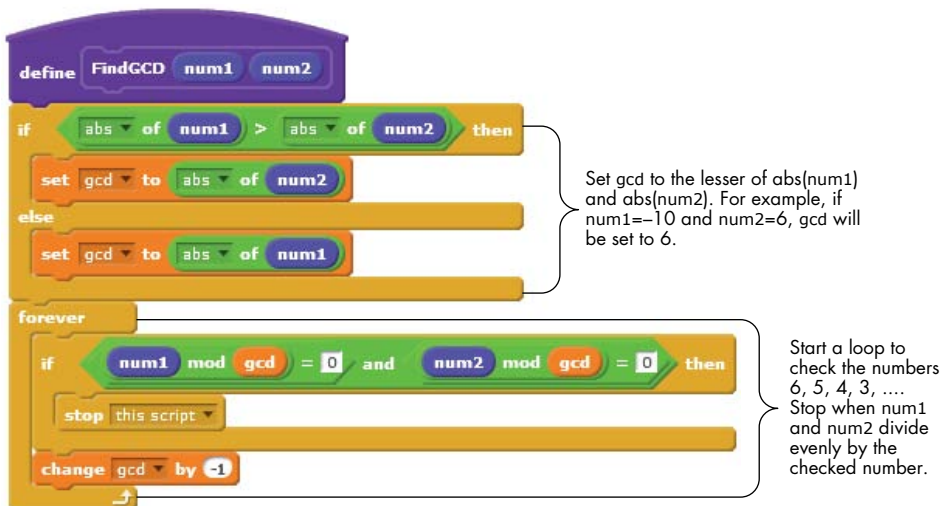 define FindGCD num1 num2
if abs of num1 > abs of num2 then
set gcd to abs of num2
else
set gcd to abs of num1
Set gcd to the lesser of abs(num1)
and abs(num2). For example, if
num1=–10 and num2=6, gcd will
be set to 6.
forever
if num1 mod gcd = 0 and num2 mod gcd = 0 then
stop this script
change gcd by -1
Start a loop to
check the numbers
6, 5, 4, 3, ....
Stop when num1
and num2 divide
evenly by the
checked number.